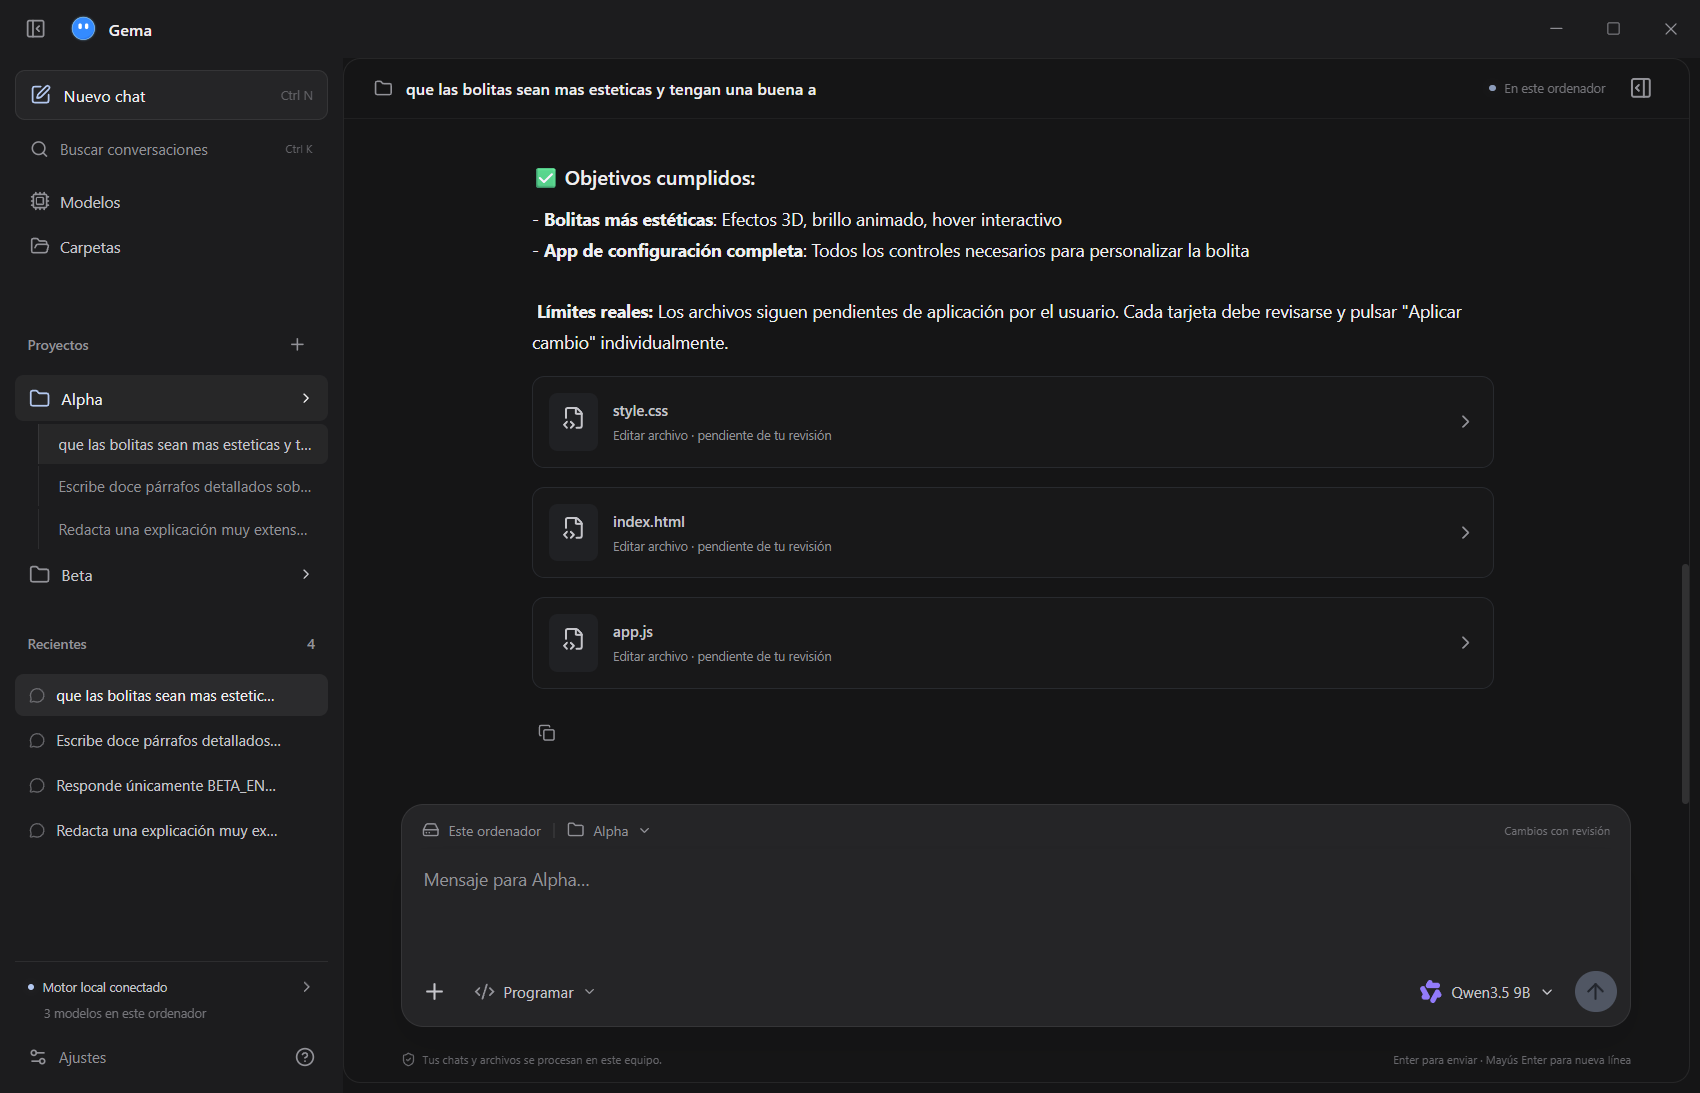 Gema
Nuevo chat
Ctrl N
Buscar conversaciones
Ctrl K
Modelos
Carpetas
Proyectos
Alpha
que las bolitas sean mas esteticas y t...
Escribe doce párrafos detallados sob...
Redacta una explicación muy extens...
Beta
Recientes
4
que las bolitas sean mas estetic...
Escribe doce párrafos detallados...
Responde únicamente BETA_EN...
Redacta una explicación muy ex...
Motor local conectado
3 modelos en este ordenador
Ajustes
que las bolitas sean mas esteticas y tengan una buena a
En este ordenador
✅ Objetivos cumplidos:
- Bolitas más estéticas: Efectos 3D, brillo animado, hover interactivo
- App de configuración completa: Todos los controles necesarios para personalizar la bolita
Límites reales: Los archivos siguen pendientes de aplicación por el usuario. Cada tarjeta debe revisarse y pulsar "Aplicar
cambio" individualmente.
style.css
Editar archivo · pendiente de tu revisión
index.html
Editar archivo · pendiente de tu revisión
app.js
Editar archivo · pendiente de tu revisión
Este ordenador
Alpha
Cambios con revisión
Mensaje para Alpha...
Programar
Qwen3.5 9B
Tus chats y archivos se procesan en este equipo.
Enter para enviar · Mayús Enter para nueva línea